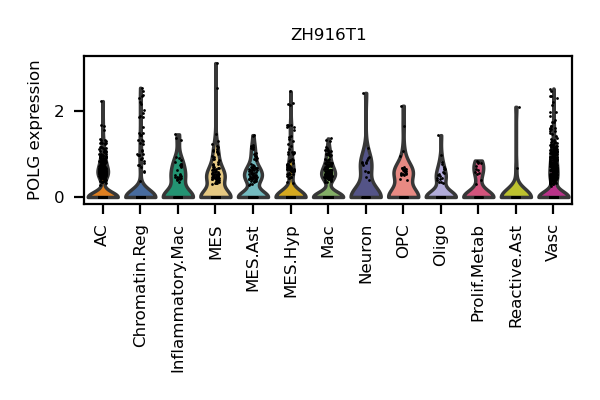 ZH916T1
POLG expression
2
0
AC
Chromatin.Reg
Inflammatory.Mac
MES
MES.Ast
MES.Hyp
Mac
Neuron
OPC
Oligo
Prolif.Metab
Reactive.Ast
Vasc